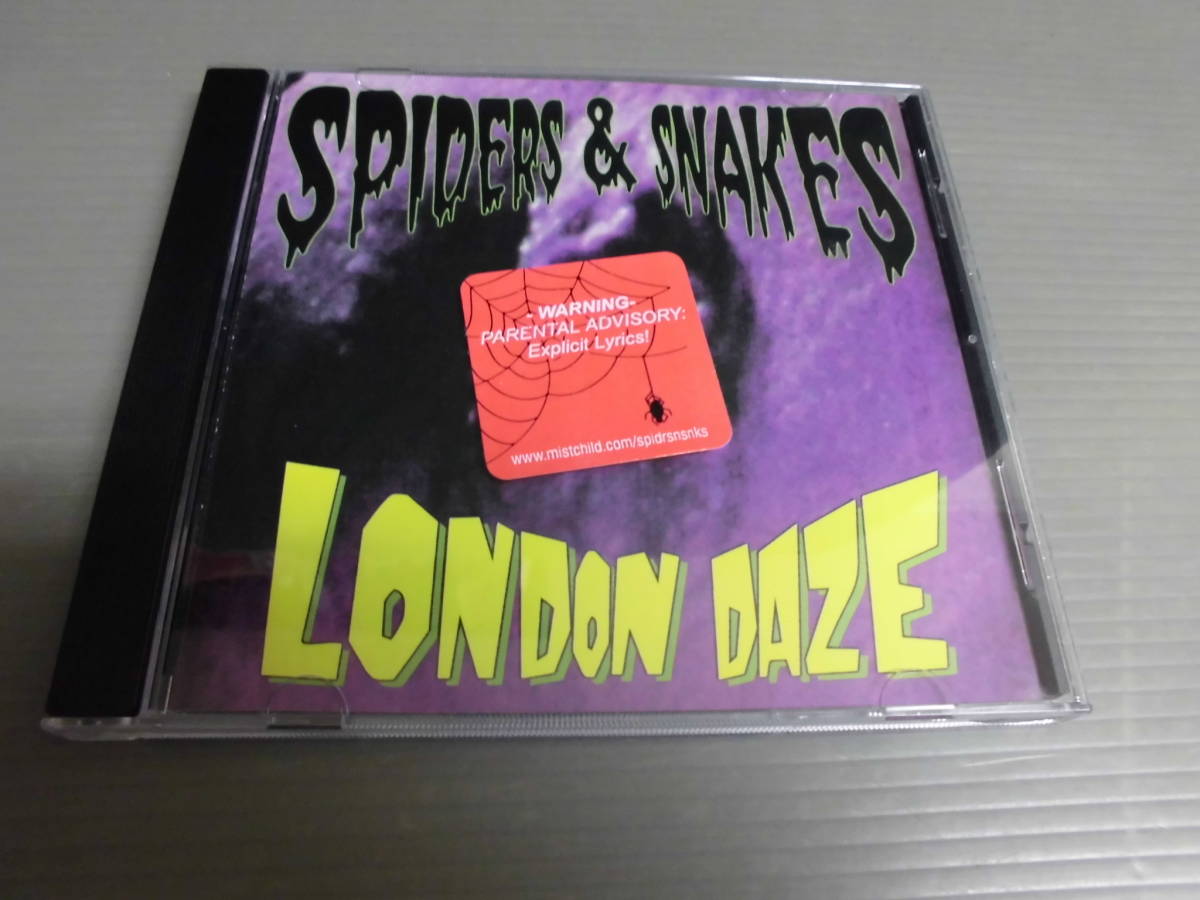 SPIDERS & SNAKES
- WARNING-
PARENTAL ADVISORY:
Explicit Lyrics!
www.mistchild.com/spidrsnsnks
LONDON DAZE